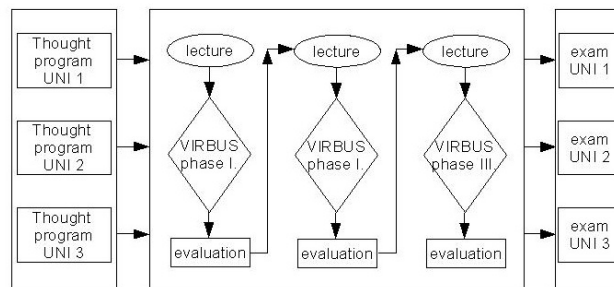 Thought
program
UNI 1
Thought
program
UNI 2
Thought
program
UNI 3
lecture
VIRBUS
phase I.
evaluation
lecture
VIRBUS
phase I.
evaluation
lecture
VIRBUS
phase III.
evaluation
exam
UNI 1
exam
UNI 2
exam
UNI 3